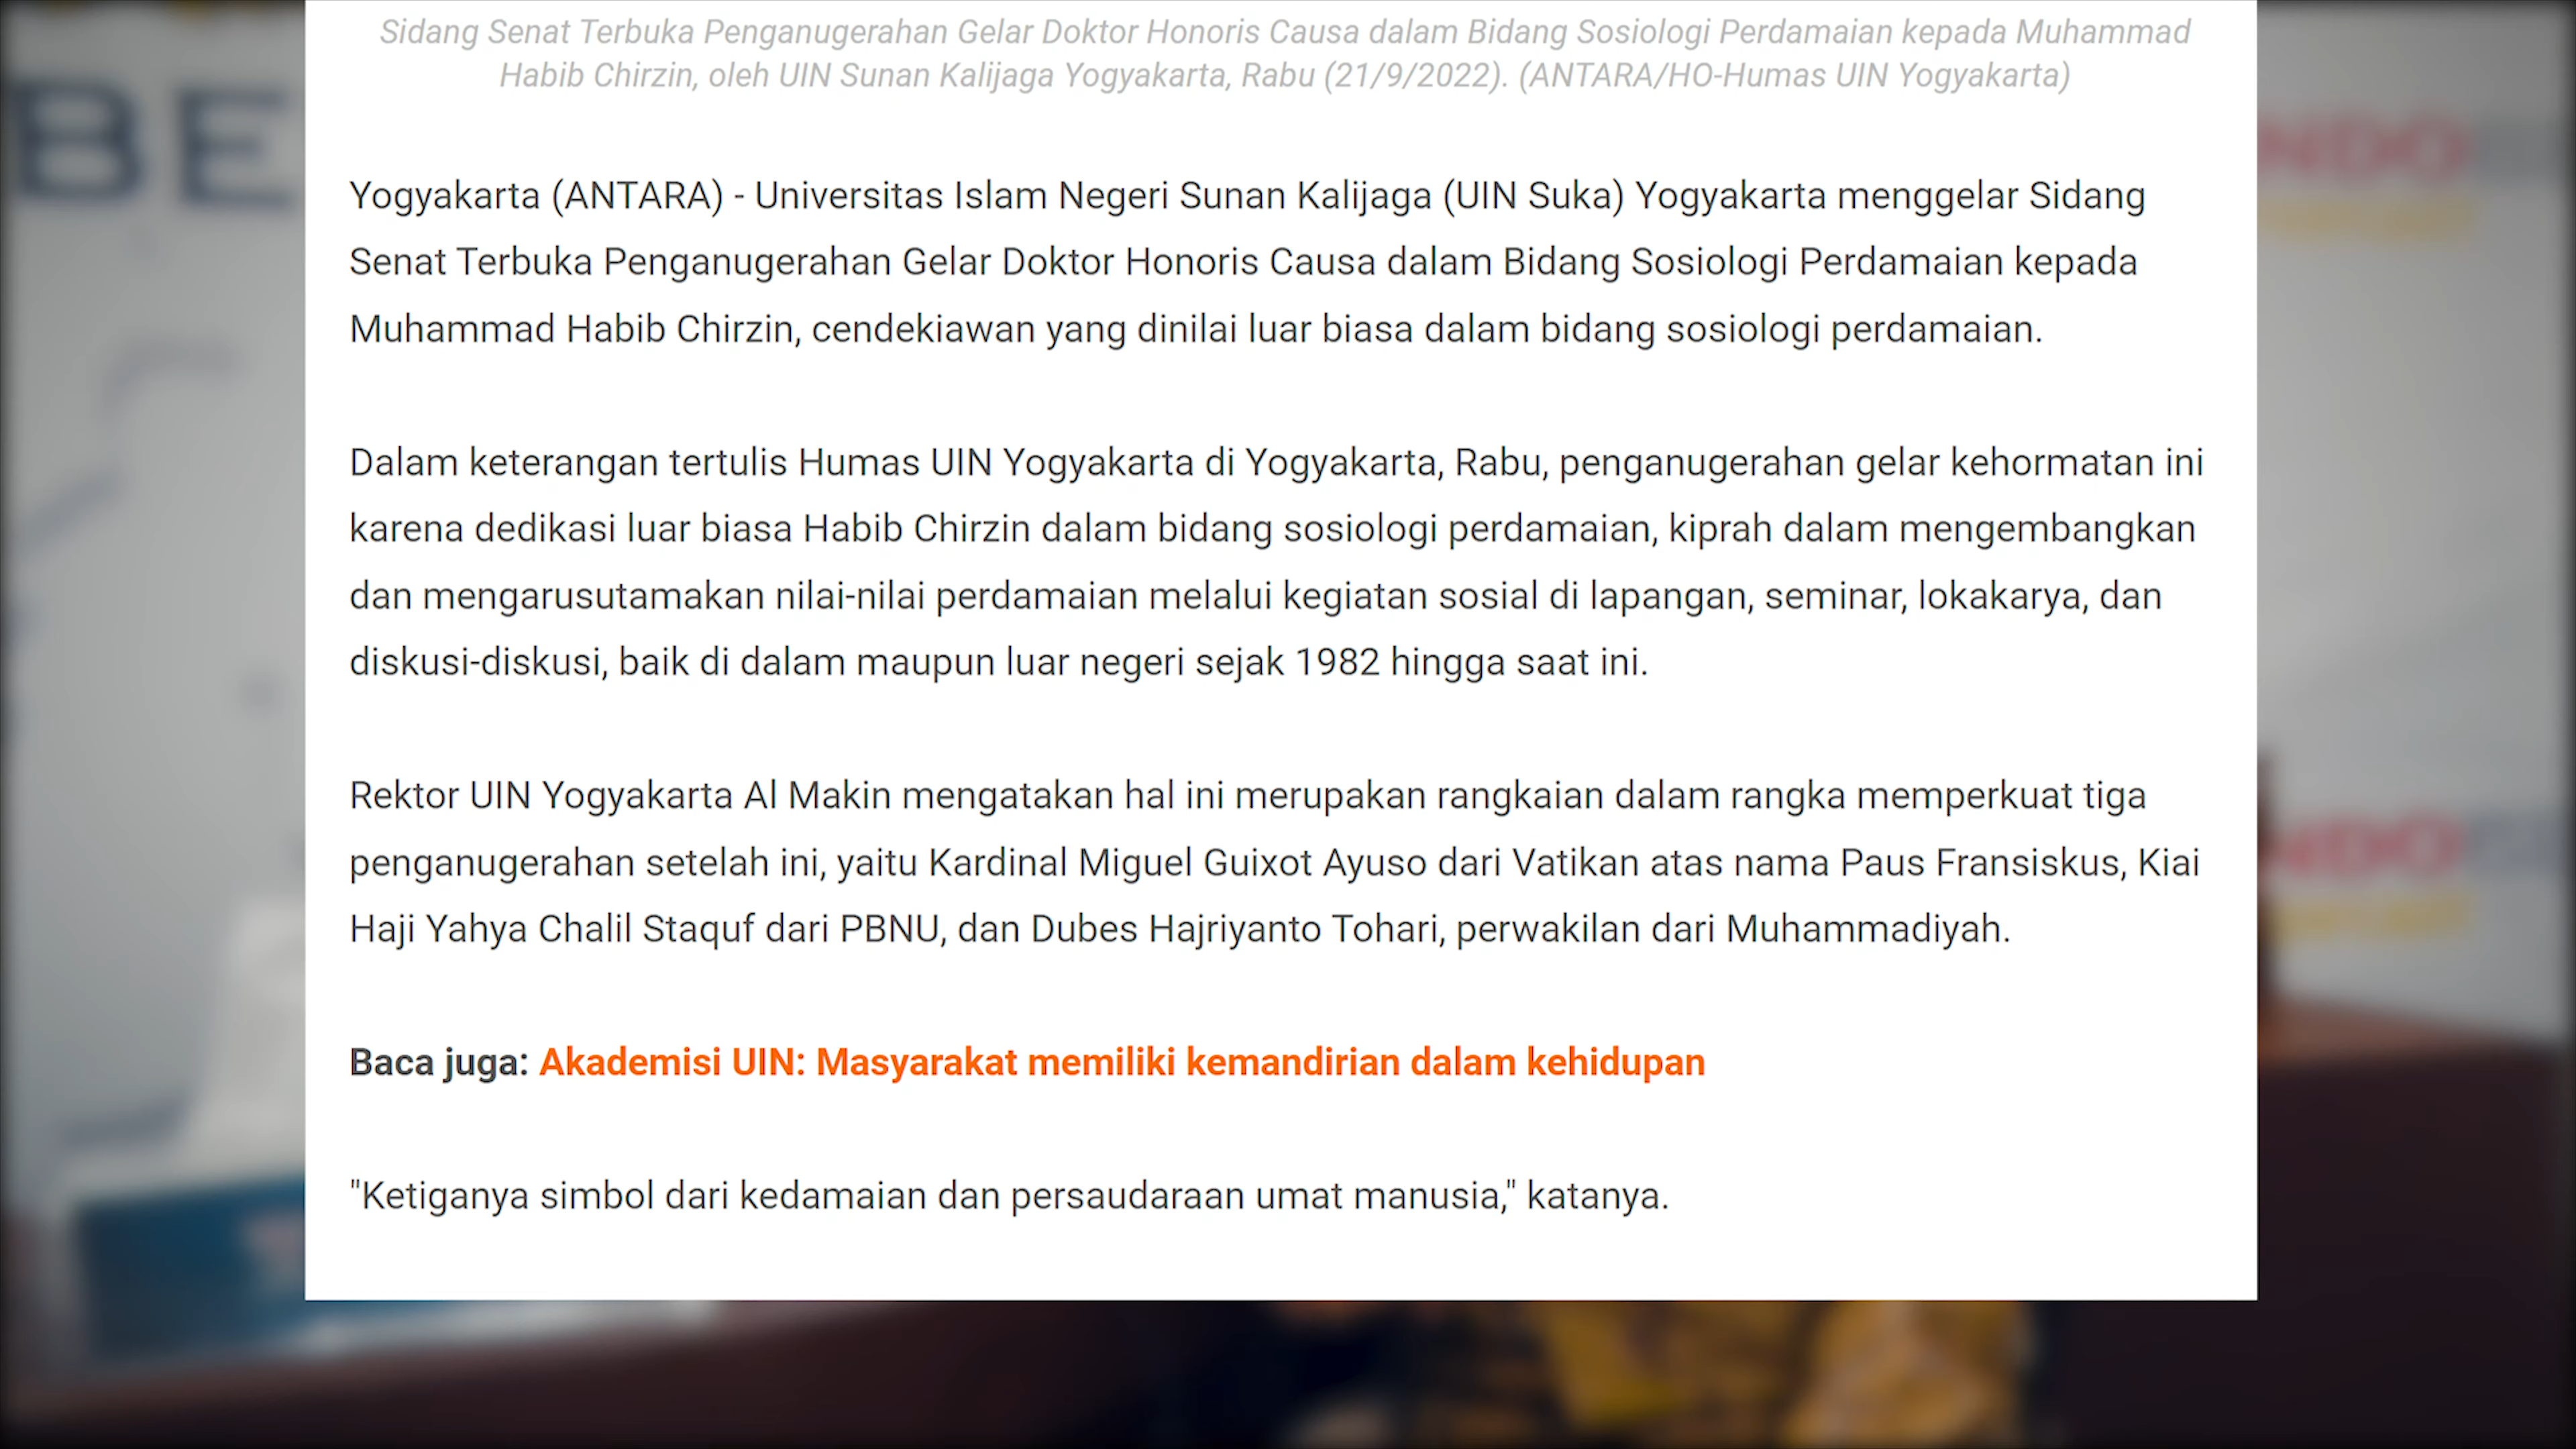 Sidang Senat Terbuka Penganugerahan Gelar Doktor Honoris Causa dalam Bidang Sosiologi Perdamaian kepada Muhammad
Habib Chirzin, oleh UIN Sunan Kalijaga Yogyakarta, Rabu (21/9/2022). (ANTARA/HO-Humas UIN Yogyakarta)
BE
NDO
Yogyakarta (ANTARA) - Universitas Islam Negeri Sunan Kalijaga (UIN Suka) Yogyakarta menggelar Sidang
Senat Terbuka Penganugerahan Gelar Doktor Honoris Causa dalam Bidang Sosiologi Perdamaian kepada
Muhammad Habib Chirzin, cendekiawan yang dinilai luar biasa dalam bidang sosiologi perdamaian.
Dalam keterangan tertulis Humas UIN Yogyakarta di Yogyakarta, Rabu, penganugerahan gelar kehormatan ini
karena dedikasi luar biasa Habib Chirzin dalam bidang sosiologi perdamaian, kiprah dalam mengembangkan
dan mengarusutamakan nilai-nilai perdamaian melalui kegiatan sosial di lapangan, seminar, lokakarya, dan
diskusi-diskusi, baik di dalam maupun luar negeri sejak 1982 hingga saat ini.
Rektor UIN Yogyakarta Al Makin mengatakan hal ini merupakan rangkaian dalam rangka memperkuat tiga
penganugerahan setelah ini, yaitu Kardinal Miguel Guixot Ayuso dari Vatikan atas nama Paus Fransiskus, Kiai
Haji Yahya Chalil Staquf dari PBNU, dan Dubes Hajriyanto Tohari, perwakilan dari Muhammadiyah.
NDO
Baca juga: Akademisi UIN: Masyarakat memiliki kemandirian dalam kehidupan
"Ketiganya simbol dari kedamaian dan persaudaraan umat manusia," katanya.